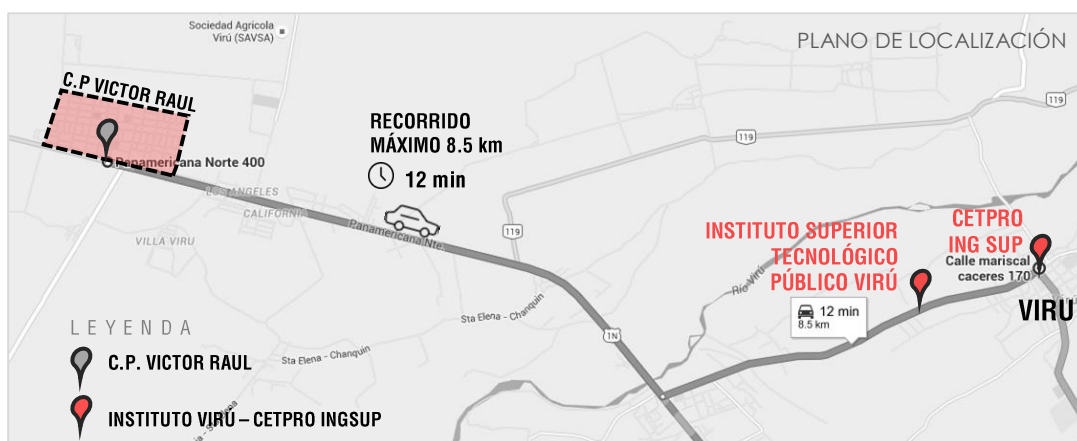 Sociedad Agricola
Virú (SAVSA)
PLANO DE LOCALIZACIÓN
C.P VICTOR RAUL
119
119
RECORRIDO
MÁXIMO 8.5 km
12 min
Panamericana Norte 400
LOS ANGELES
CALIFORNIA
Panamericana Nte.
VILLA VIRU
119
INSTITUTO SUPERIOR
TECNOLÓGICO
PÚBLICO VIRÚ
CETPRO
ING SUP
Calle mariscal
caceres 170
VIRU
Río Virú
12 min
8.5 km
Sta Elena - Chanquin
1N
Sta Elena - Chanquin
LEYENDA
C.P. VICTOR RAUL
INSTITUTO VIRÚ – CETPRO INGSUP